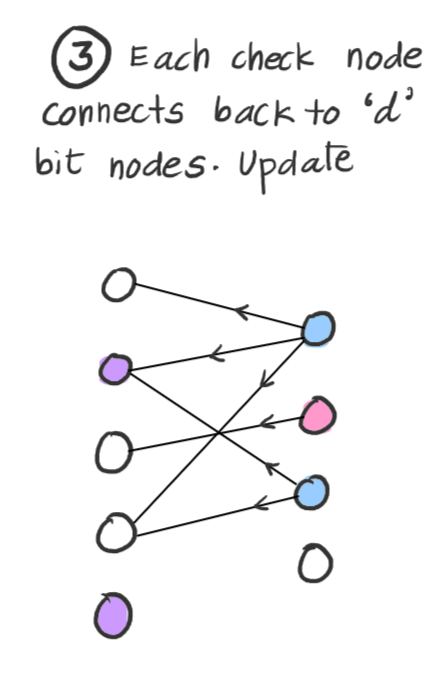 ③ Each check node
connects back to 'd'
bit nodes. Update